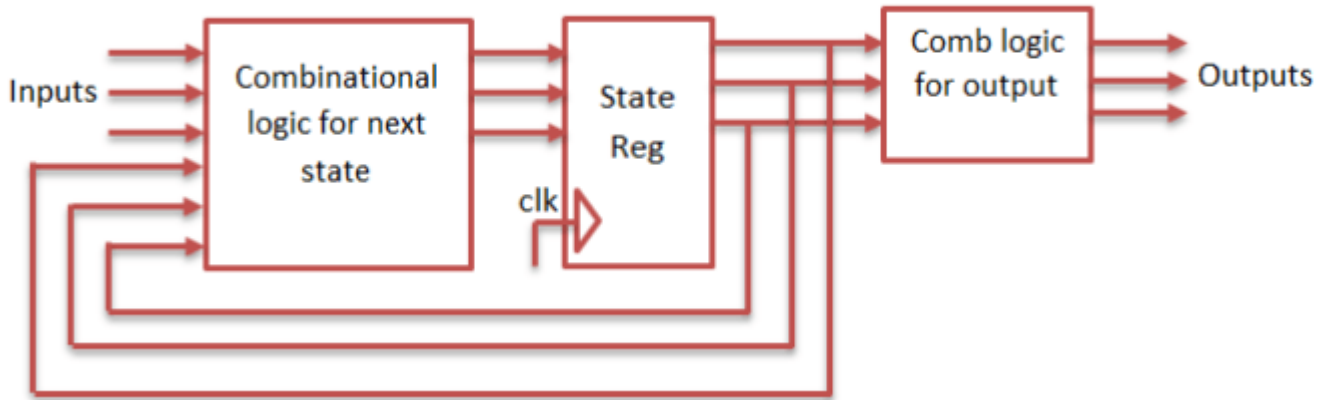 Inputs
Combinational
logic for next
state
clk
State
Reg
Comb logic
for output
Outputs